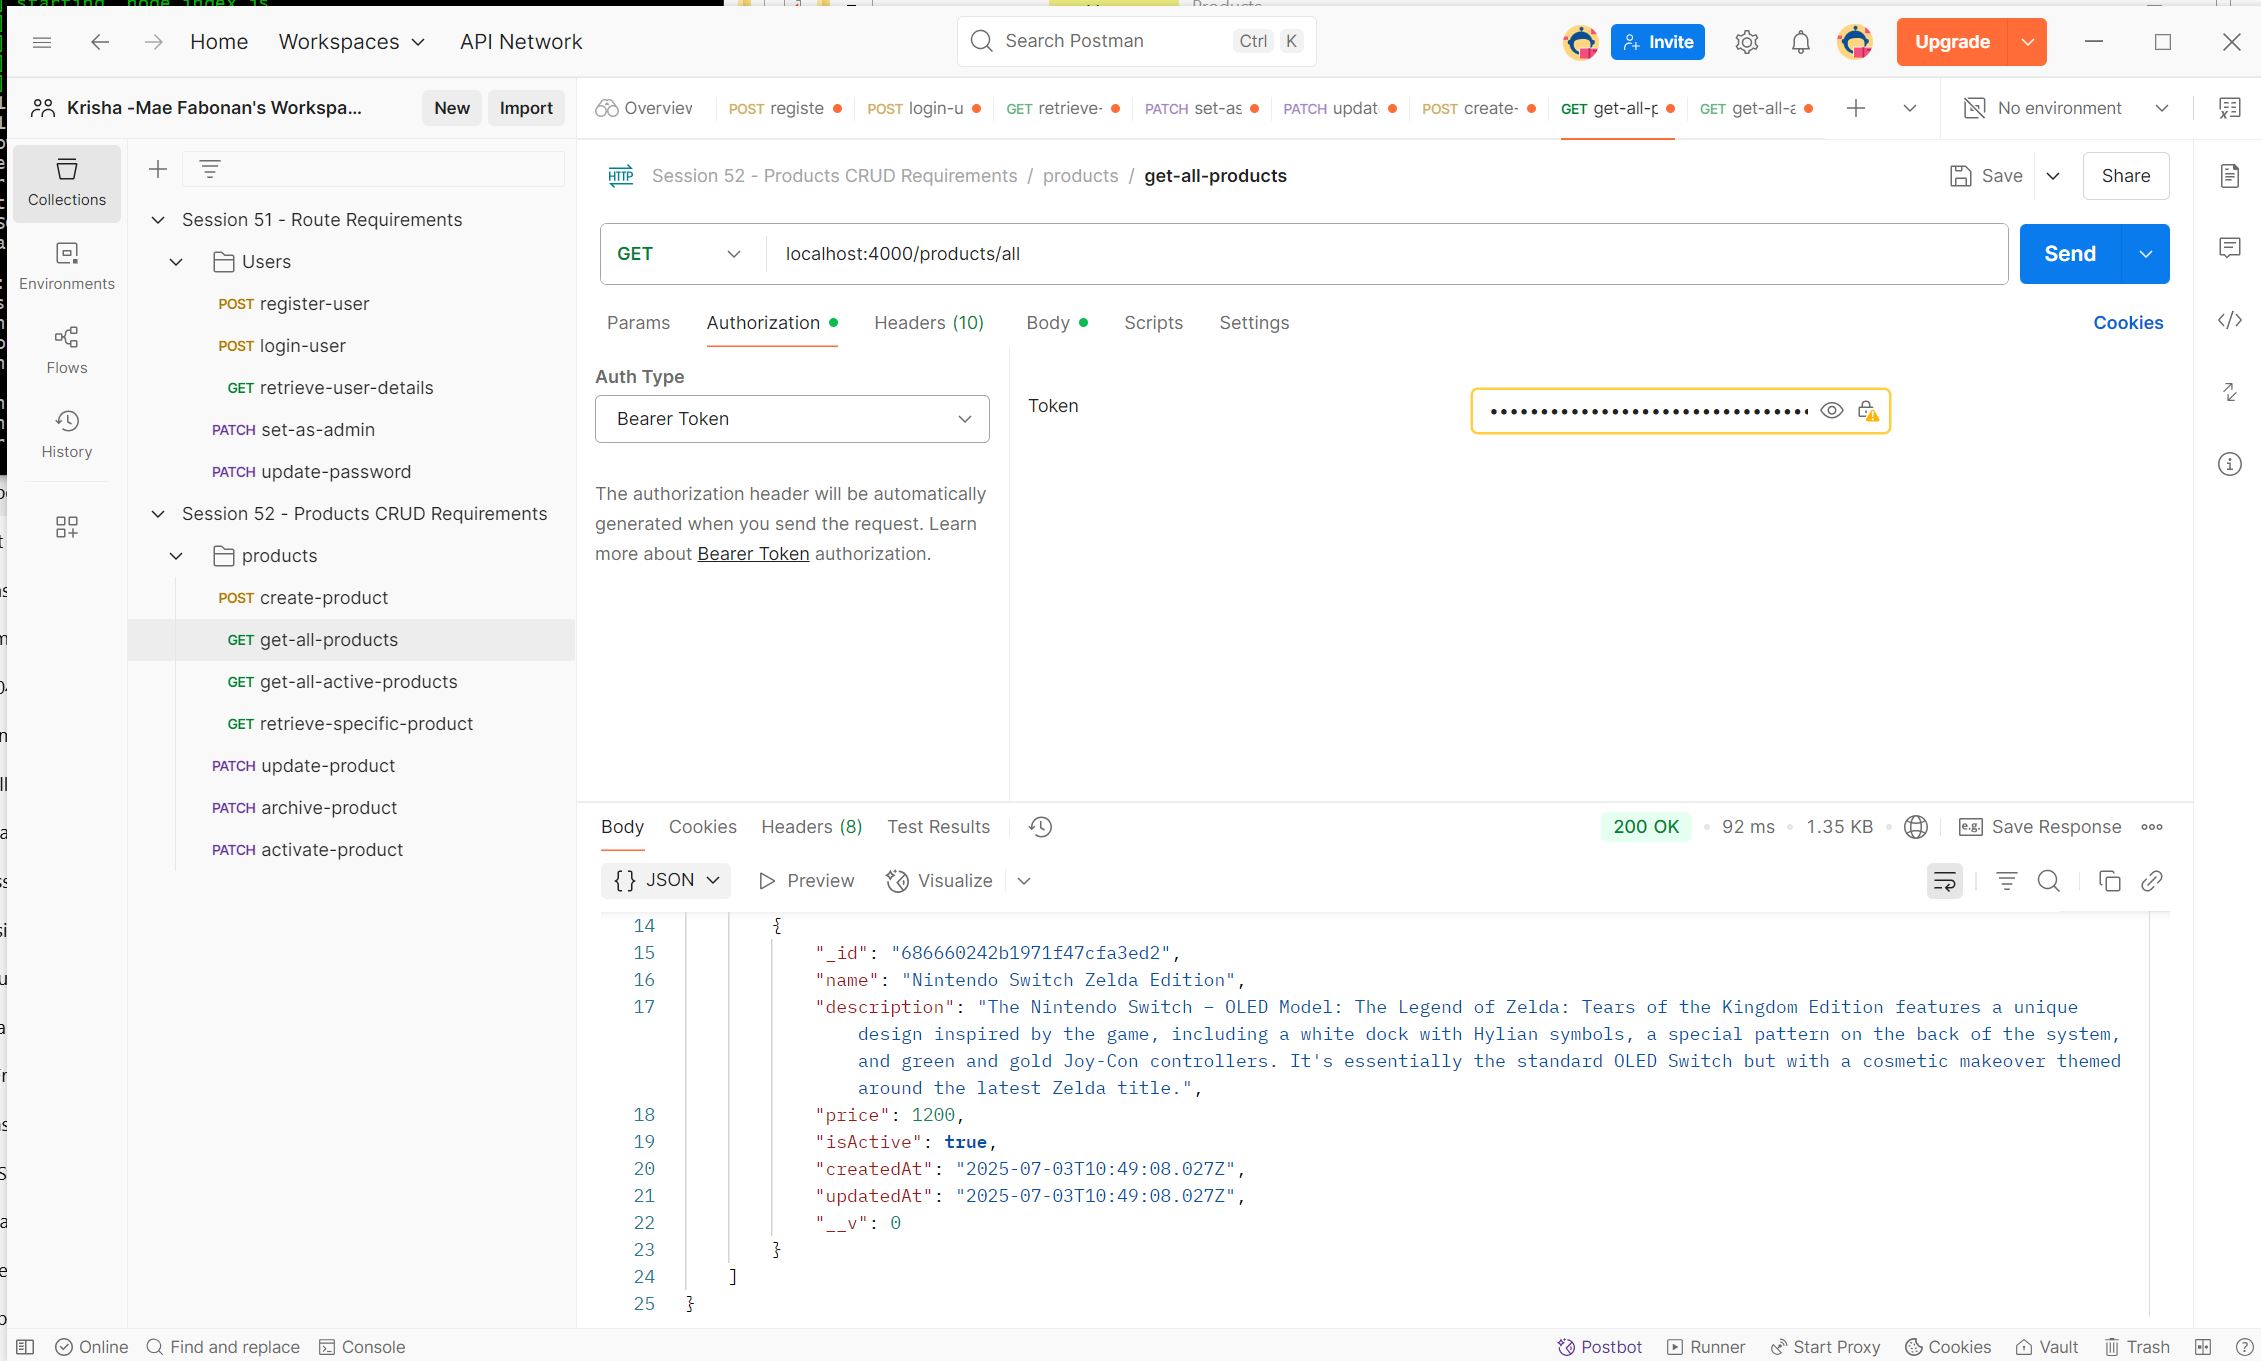 starting `node index.js
Products
Home
Workspaces
API Network
Search Postman
Ctrl
K
Invite
Upgrade
Krisha -Mae Fabonan's Workspa...
New
Import
Overview
POST registe
POST login-u
GET retrieve-
PATCH set-as
PATCH updat
POST create-
GET get-all-p
GET get-all-a
No environment
Collections
Environments
Flows
History
Session 51 - Route Requirements
Users
POST register-user
POST login-user
GET retrieve-user-details
PATCH set-as-admin
PATCH update-password
Session 52 - Products CRUD Requirements
products
POST create-product
GET get-all-products
GET get-all-active-products
GET retrieve-specific-product
PATCH update-product
PATCH archive-product
PATCH activate-product
HTTP
Session 52 - Products CRUD Requirements / products / get-all-products
Save
Share
GET
localhost:4000/products/all
Send
Params
Authorization
Headers (10)
Body
Scripts
Settings
Cookies
Auth Type
Bearer Token
The authorization header will be automatically
generated when you send the request. Learn
more about Bearer Token authorization.
Token
Body
Cookies
Headers (8)
Test Results
200 OK
92 ms
1.35 KB
e.g.
Save Response
{} JSON
Preview
Visualize
14 {
15 "_id": "686660242b1971f47cfa3ed2",
16 "name": "Nintendo Switch Zelda Edition",
17 "description": "The Nintendo Switch – OLED Model: The Legend of Zelda: Tears of the Kingdom Edition features a unique
design inspired by the game, including a white dock with Hylian symbols, a special pattern on the back of the system,
and green and gold Joy-Con controllers. It's essentially the standard OLED Switch but with a cosmetic makeover themed
around the latest Zelda title.",
18 "price": 1200,
19 "isActive": true,
20 "createdAt": "2025-07-03T10:49:08.027Z",
21 "updatedAt": "2025-07-03T10:49:08.027Z",
22 "__v": 0
23 }
24 ]
25 }
Online
Find and replace
Console
Postbot
Runner
Start Proxy
Cookies
Vault
Trash